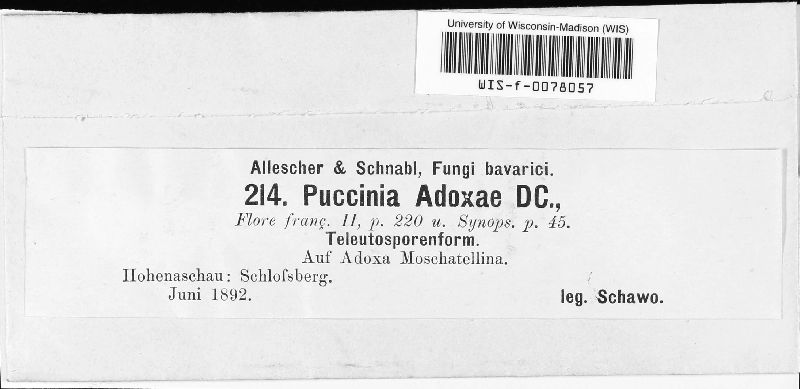 University of Wisconsin-Madison (WIS)
WIS-f-0078057
Allescher & Schnabl, Fungi bavarici.
214. Puccinia Adoxae DC.,
Flore franç. II, p. 220 u. Synops. p. 45.
Teleutosporenform.
Auf Adoxa Moschatellina.
Hohenaschau: Schloſsberg.
Juni 1892.
leg. Schawo.